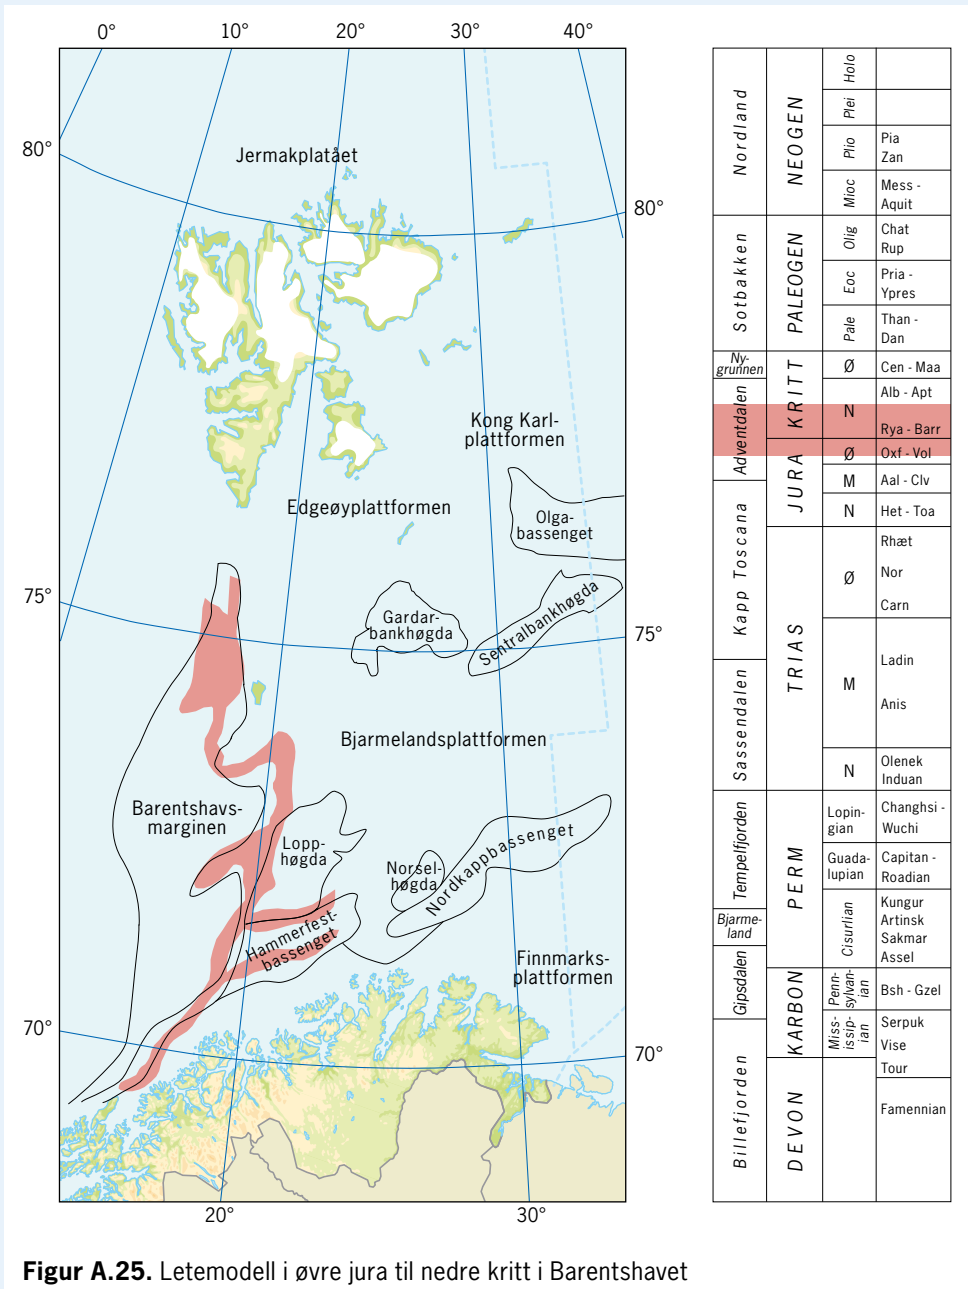 0°
10°
20°
30°
40°
80°
80°
75°
75°
70°
70°
20°
30°
Jermakplatået
Kong Karl-
plattformen
Edgeøyplattformen
Olga-
bassenget
Gardar-
bankhøgda
Sentralbankhøgda
Bjarmelandsplattformen
Barentshavs-
marginen
Lopp-
høgda
Norsel-
høgda
Nordkappbassenget
Hammerfest-
bassenget
Finnmarks-
plattformen
Nordland
Sotbakken
Ny-
grunnen
Adventdalen
Kapp Toscana
Sassendalen
Tempelfjorden
Bjarme-
land
Gipsdalen
Billefjorden
NEOGEN
PALEOGEN
KRITT
JURA
TRIAS
PERM
KARBON
DEVON
Holo
Plei
Plio
Mioc
Olig
Eoc
Pale
Ø
N
Ø
M
N
Ø
M
N
Lopin-
gian
Guada-
lupian
Cisurlian
Penn-
sylvan-
ian
Miss-
issip-
ian
Pia
Zan
Mess -
Aquit
Chat
Rup
Pria -
Ypres
Than -
Dan
Cen - Maa
Alb - Apt
Rya - Barr
Oxf - Vol
Aal - Clv
Het - Toa
Rhæt
Nor
Carn
Ladin
Anis
Olenek
Induan
Changhsi -
Wuchi
Capitan -
Roadian
Kungur
Artinsk
Sakmar
Assel
Bsh - Gzel
Serpuk
Vise
Tour
Famennian
Figur A.25. Letemodell i øvre jura til nedre kritt i Barentshavet